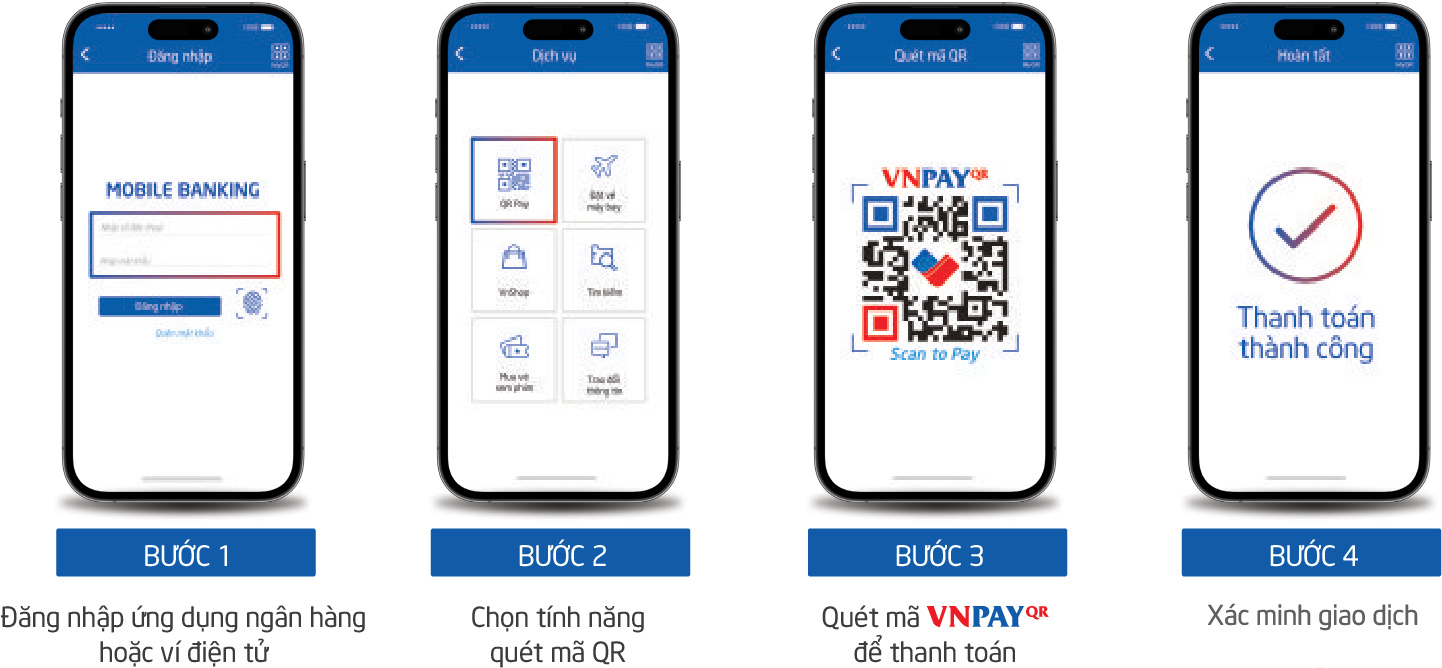 Đăng nhập
MOBILE BANKING
Nhập số điện thoại
Nhập mật khẩu
Đăng nhập
Quên mật khẩu
BƯỚC 1
Đăng nhập ứng dụng ngân hàng
hoặc ví điện tử
Dịch vụ
QR Pay
Đặt vé
máy bay
VnShop
Tìm kiếm
Mua vé
xem phim
Trao đổi
thông tin
BƯỚC 2
Chọn tính năng
quét mã QR
Quét mã QR
VNPAYQR
Scan to Pay
BƯỚC 3
Quét mã VNPAYQR
để thanh toán
Hoàn tất
Thanh toán
thành công
BƯỚC 4
Xác minh giao dịch